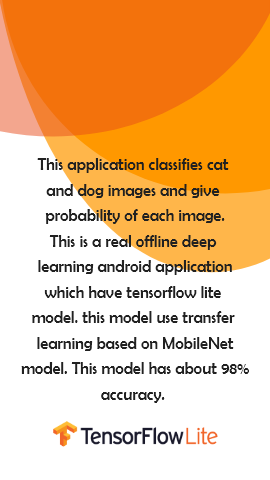 This application classifies cat
and dog images and give
probability of each image.
This is a real offline deep
learning android application
which have tensorflow lite
model. this model use transfer
learning based on MobileNet
model. This model has about 98%
accuracy.
TensorFlow Lite